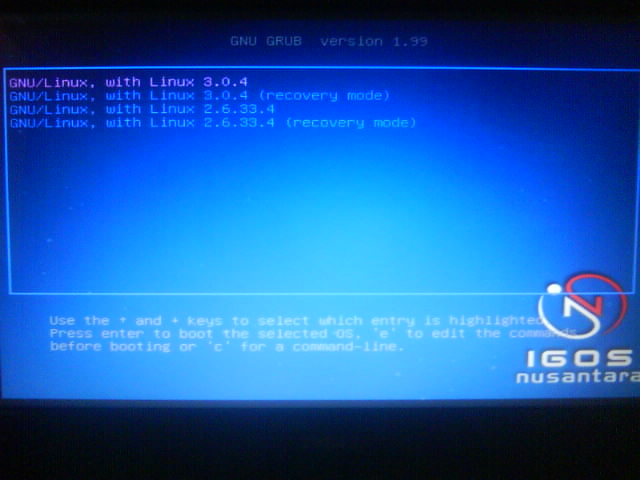 GNU GRUB version 1.99
GNU/Linux, with Linux 3.0.4
GNU/Linux, with Linux 3.0.4 (recovery mode)
GNU/Linux, with Linux 2.6.33.4
GNU/Linux, with Linux 2.6.33.4 (recovery mode)
Use the ↑ and ↓ keys to select which entry is highlighted.
Press enter to boot the selected OS, 'e' to edit the commands
before booting or 'c' for a command-line.
IGOS
nusantara